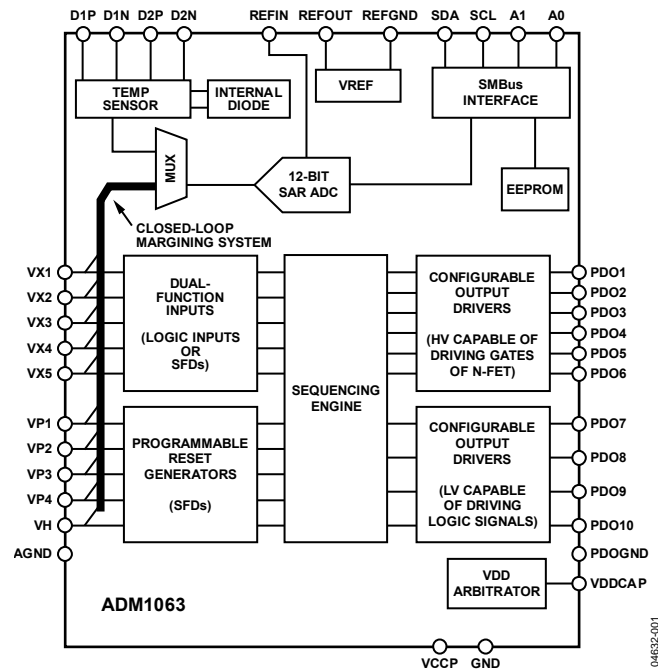 D1P D1N D2P D2N REFIN REFOUT REFGND SDA SCL A1 A0
TEMP
SENSOR
INTERNAL
DIODE
VREF
SMBus
INTERFACE
MUX
12-BIT
SAR ADC
EEPROM
CLOSED-LOOP
MARGINING SYSTEM
VX1
VX2
VX3
VX4
VX5
DUAL-
FUNCTION
INPUTS
(LOGIC INPUTS
OR
SFDs)
VP1
VP2
VP3
VP4
VH
AGND
PROGRAMMABLE
RESET
GENERATORS
(SFDs)
SEQUENCING
ENGINE
CONFIGURABLE
OUTPUT
DRIVERS
(HV CAPABLE OF
DRIVING GATES
OF N-FET)
PDO1
PDO2
PDO3
PDO4
PDO5
PDO6
CONFIGURABLE
OUTPUT
DRIVERS
(LV CAPABLE
OF DRIVING
LOGIC SIGNALS)
PDO7
PDO8
PDO9
PDO10
PDOGND
VDD
ARBITRATOR
VDDCAP
ADM1063
VCCP GND
04632-001